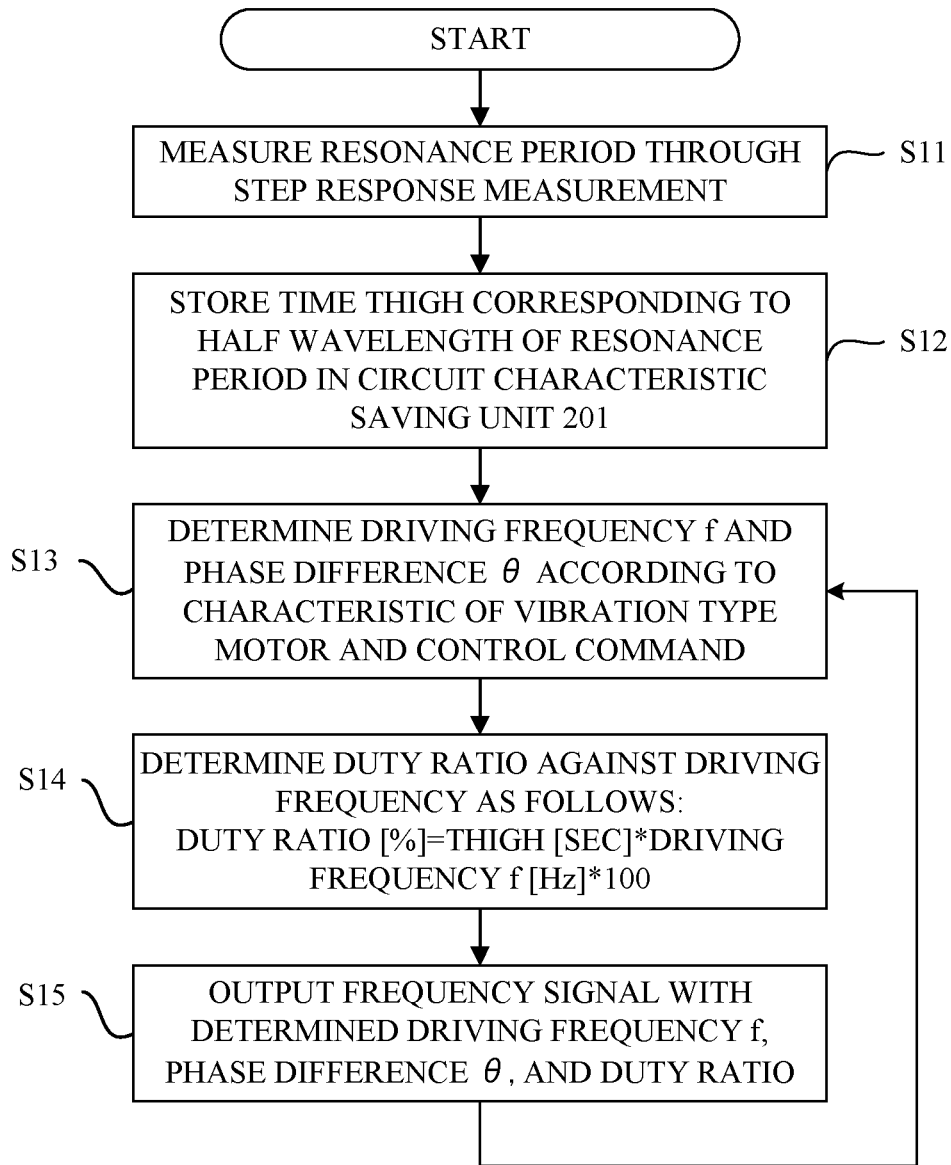 START
MEASURE RESONANCE PERIOD THROUGH
STEP RESPONSE MEASUREMENT
S11
STORE TIME THIGH CORRESPONDING TO
HALF WAVELENGTH OF RESONANCE
PERIOD IN CIRCUIT CHARACTERISTIC
SAVING UNIT 201
S12
S13
DETERMINE DRIVING FREQUENCY f AND
PHASE DIFFERENCE θ ACCORDING TO
CHARACTERISTIC OF VIBRATION TYPE
MOTOR AND CONTROL COMMAND
S14
DETERMINE DUTY RATIO AGAINST DRIVING
FREQUENCY AS FOLLOWS:
DUTY RATIO [%]=THIGH [SEC]*DRIVING
FREQUENCY f [Hz]*100
S15
OUTPUT FREQUENCY SIGNAL WITH
DETERMINED DRIVING FREQUENCY f,
PHASE DIFFERENCE θ, AND DUTY RATIO